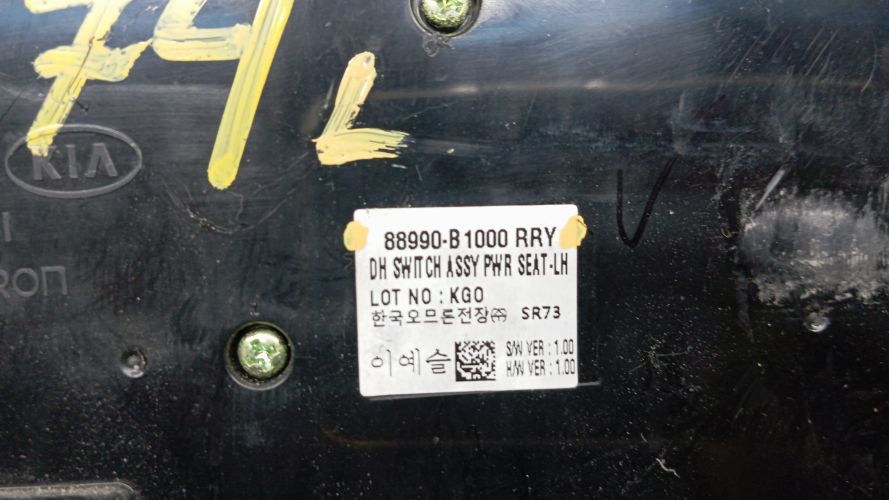 74L
KIA
88990-B1000 RRY
DH SWITCH ASSY PWR SEAT-LH
LOT NO : KGO
한국오므론전장㈜ SR73
이예슬
S/W VER : 1.00
H/W VER : 1.00